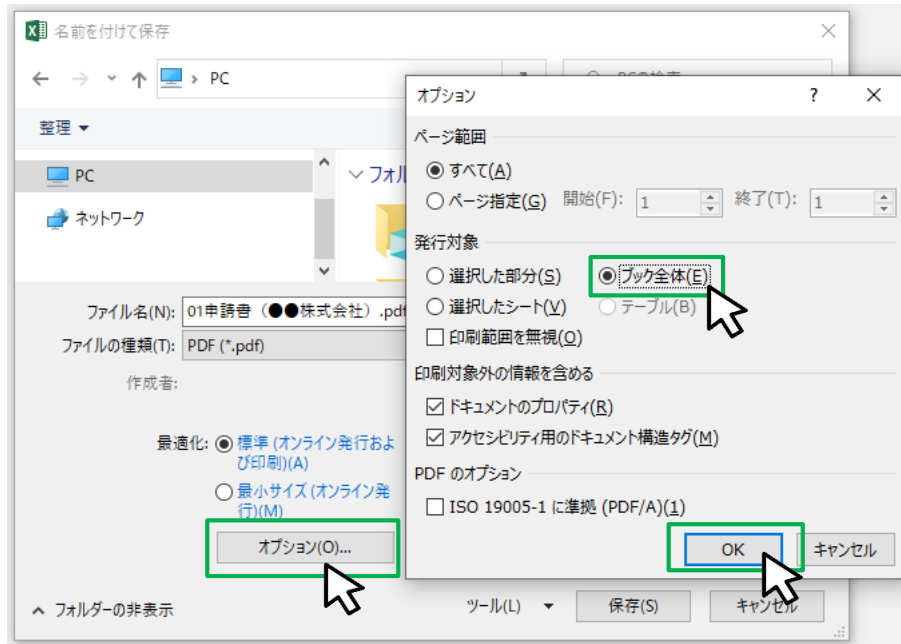 名前を付けて保存
PC
整理
PC
ネットワーク
ファイル名(N): 01申請書（●●株式会社）.pdf
ファイルの種類(T): PDF (*.pdf)
作成者:
最適化: 標準 (オンライン発行およ
び印刷)(A)
最小サイズ (オンライン発
行)(M)
オプション(O)...
フォルダーの非表示
ツール(L)
保存(S)
キャンセル
オプション
?
ページ範囲
すべて(A)
ページ指定(G) 開始(F): 1 終了(T): 1
発行対象
選択した部分(S) ブック全体(E)
選択したシート(V) テーブル(B)
印刷範囲を無視(O)
印刷対象外の情報を含める
ドキュメントのプロパティ(R)
アクセシビリティ用のドキュメント構造タグ(M)
PDF のオプション
ISO 19005-1 に準拠 (PDF/A)(1)
OK キャンセル